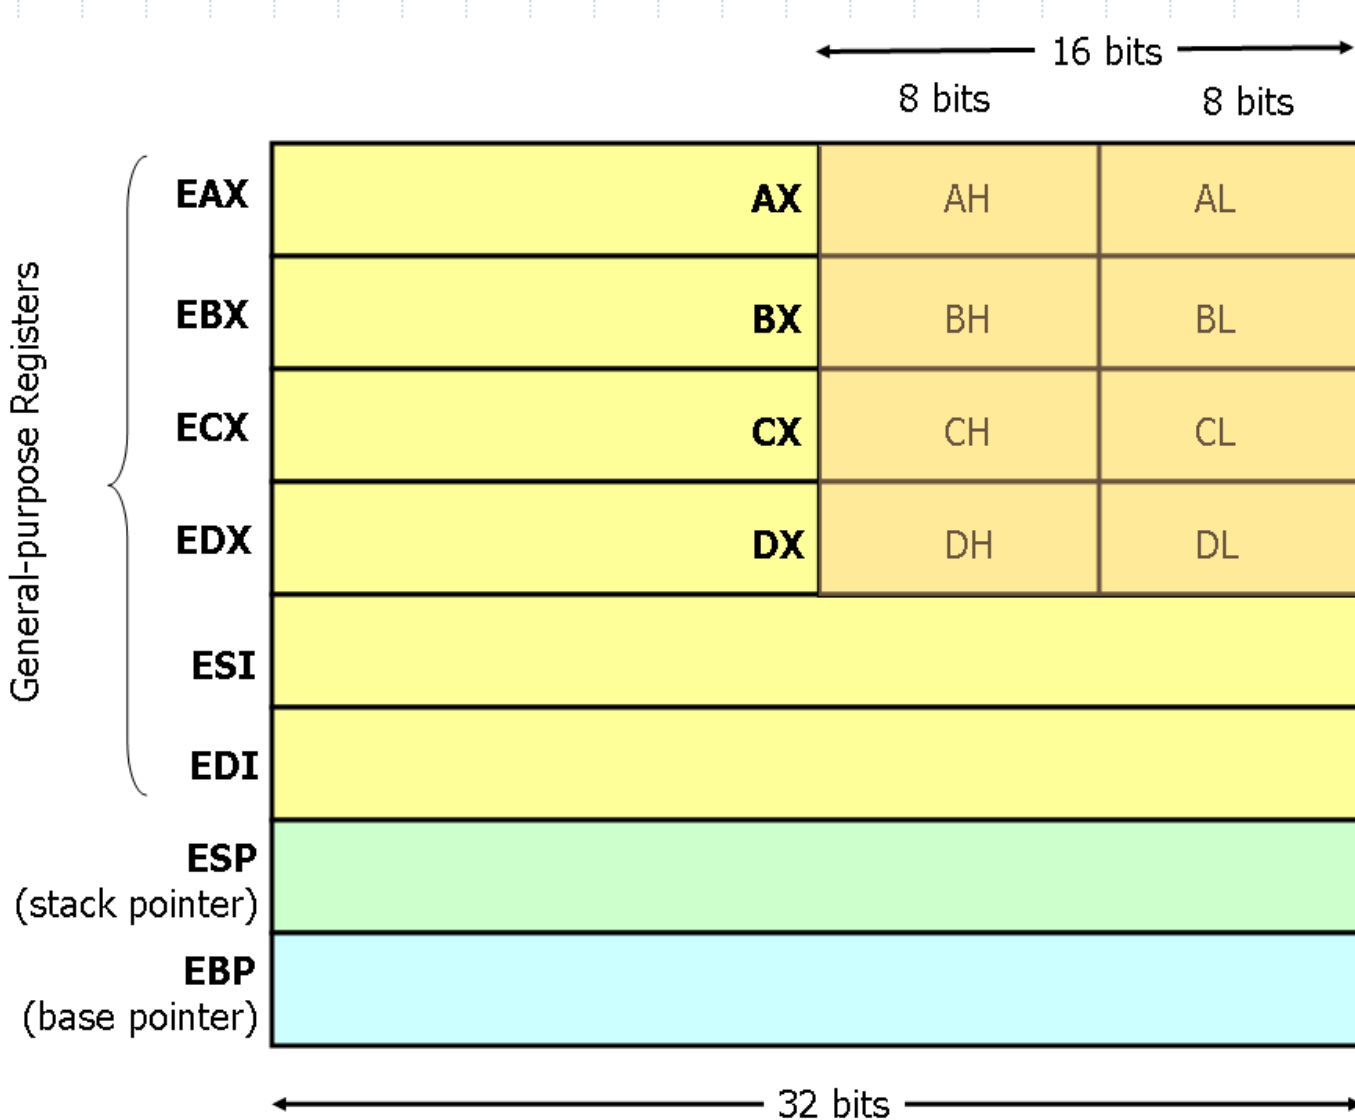 16 bits
8 bits 8 bits
General-purpose Registers
EAX AX AH AL
EBX BX BH BL
ECX CX CH CL
EDX DX DH DL
ESI
EDI
ESP
(stack pointer)
EBP
(base pointer)
32 bits